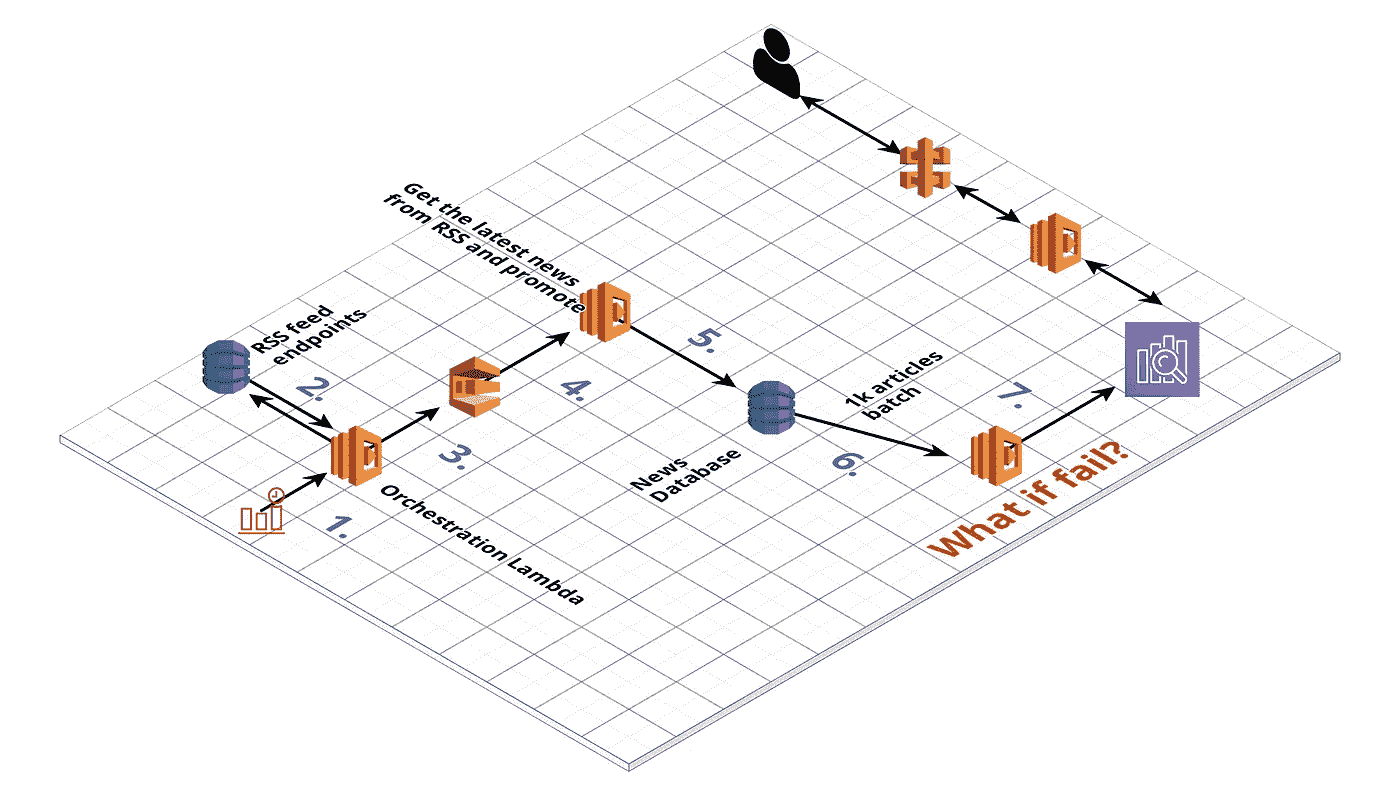 Get the latest news
from RSS and promote
RSS feed
endpoints
1.
2.
3.
4.
5.
6.
7.
Orchestration Lambda
News
Database
1k articles
batch
What if fail?